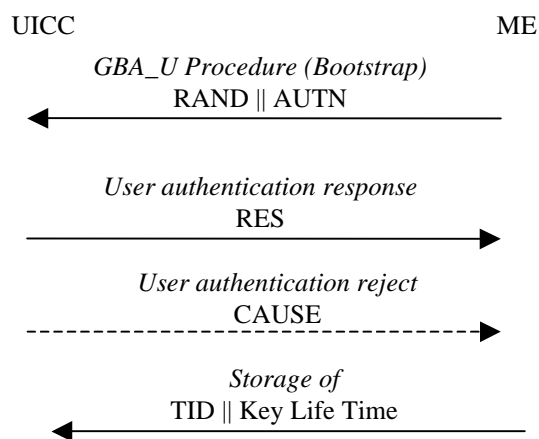 UICC ME
GBA_U Procedure (Bootstrap)
RAND || AUTN
User authentication response
RES
User authentication reject
CAUSE
Storage of
TID || Key Life Time